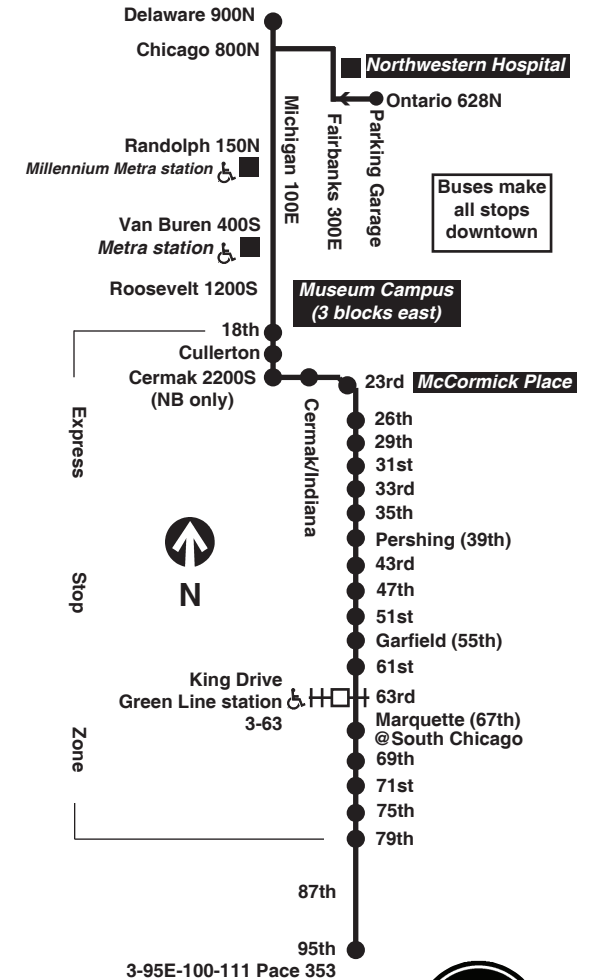 Delaware 900N
Chicago 800N
Northwestern Hospital
Ontario 628N
Michigan 100E
Fairbanks 300E
Parking Garage
Randolph 150N
Millennium Metra station
Buses make
all stops
downtown
Van Buren 400S
Metra station
Roosevelt 1200S
Museum Campus
(3 blocks east)
18th
Cullerton
Cermak 2200S
(NB only)
23rd
McCormick Place
Cermak/Indiana
Express
Stop
Zone
26th
29th
31st
33rd
35th
Pershing (39th)
43rd
47th
51st
Garfield (55th)
61st
N
King Drive
Green Line station
3-63
63rd
Marquette (67th)
@South Chicago
69th
71st
75th
79th
87th
95th
3-95E-100-111 Pace 353